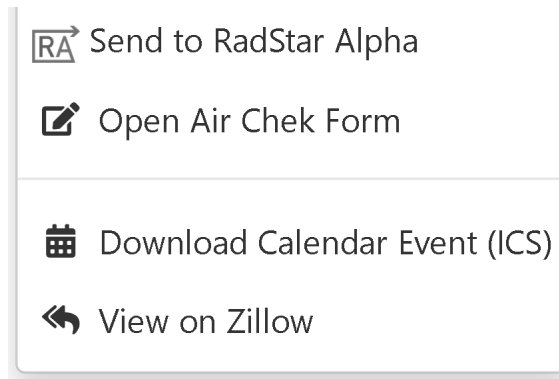 RA Send to RadStar Alpha
Open Air Chek Form
Download Calendar Event (ICS)
View on Zillow